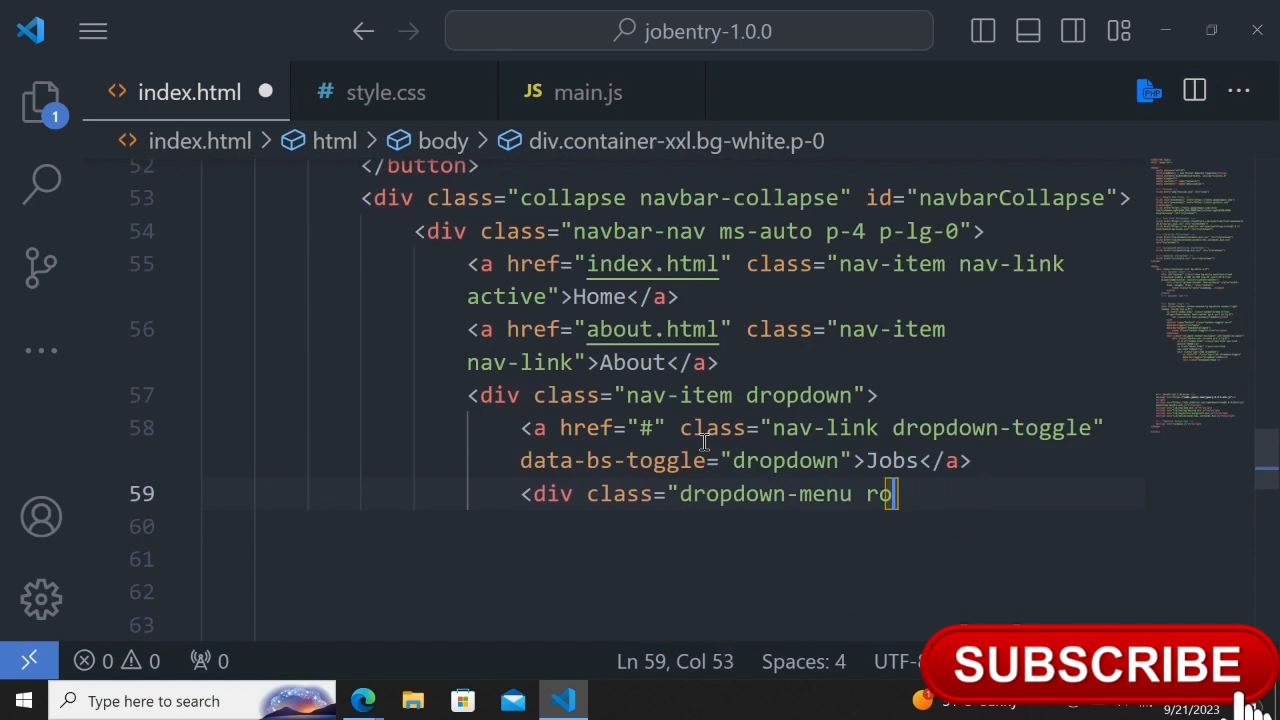 jobentry-1.0.0
index.html
# style.css
JS main.js
PHP
1
index.html > html > body > div.container-xxl.bg-white.p-0
52 </button>
53 <div class="collapse navbar-collapse" id="navbarCollapse">
54 <div class="navbar-nav ms-auto p-4 p-lg-0">
55 <a href="index.html" class="nav-item nav-link
active">Home</a>
56 <a href="about.html" class="nav-item
nav-link">About</a>
57 <div class="nav-item dropdown">
58 <a href="#" class="nav-link dropdown-toggle"
data-bs-toggle="dropdown">Jobs</a>
59 <div class="dropdown-menu ro
60
61
62
63
0 0 0
Ln 59, Col 53
Spaces: 4
SUBSCRIBE
Type here to search
9/21/2023